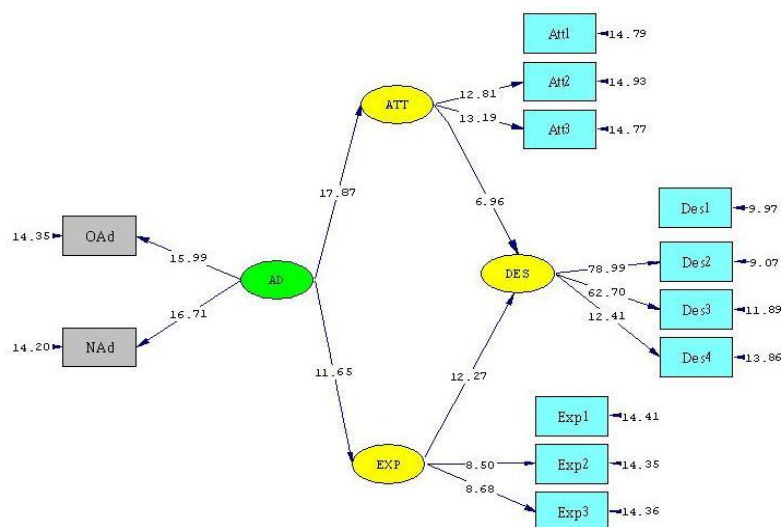 Att1
14.79
Att2
14.93
12.81
ATT
13.19
Att3
14.77
17.87
6.96
Des1
9.97
14.35
OAd
15.99
Des2
9.07
78.99
DES
AD
62.70
Des3
11.89
12.41
16.71
14.20
NAd
Des4
13.86
11.65
12.27
Exp1
14.41
EXP
8.50
Exp2
14.35
8.68
Exp3
14.36